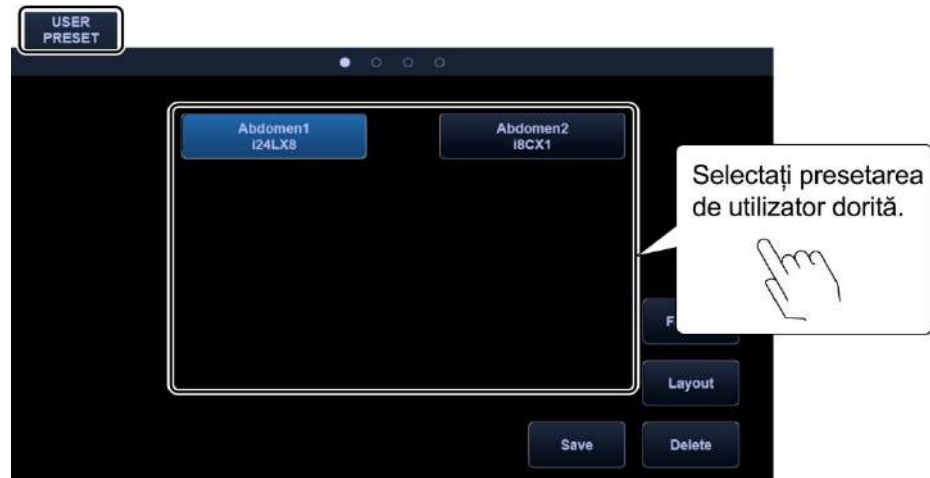 USER
PRESET
Abdomen1
i24LX8
Abdomen2
i8CX1
Selectați presetarea
de utilizator dorită.
Layout
Save
Delete